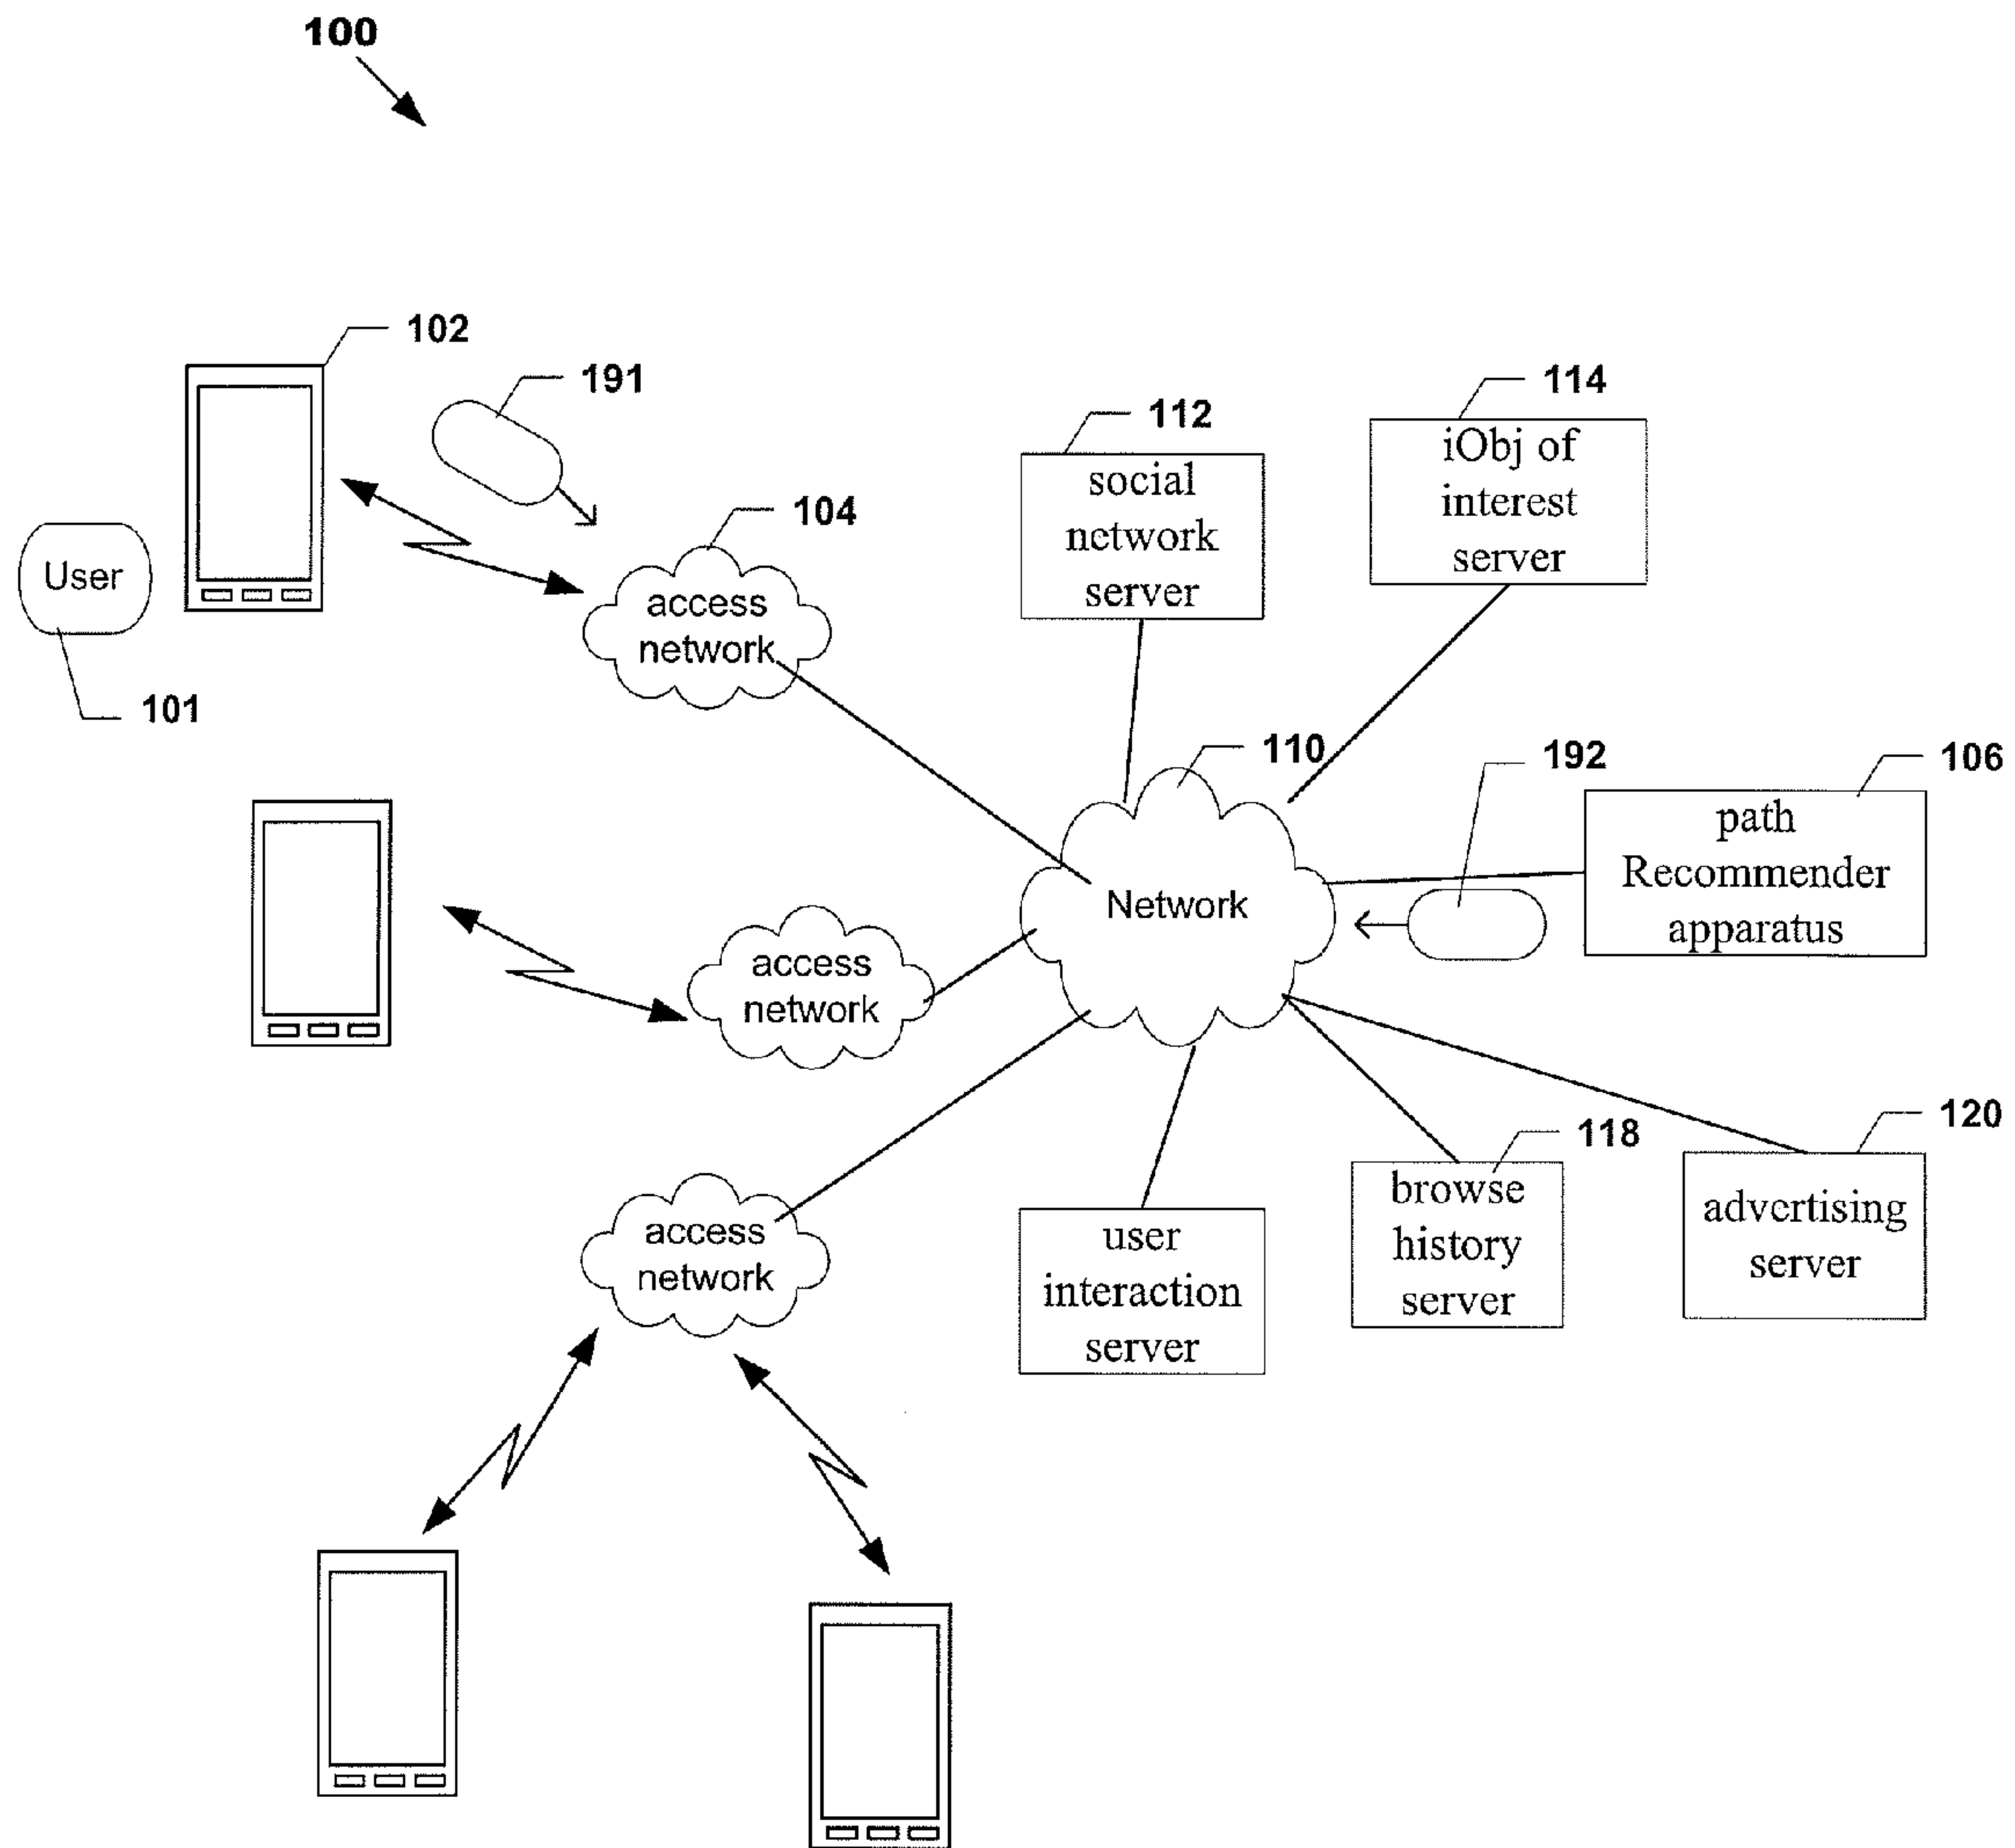 100
102
191
114
112
iObj of
interest
server
social
network
server
104
User
access
network
101
110
192
106
path
Recommender
apparatus
Network
access
network
120
118
browse
history
server
advertising
server
access
network
user
interaction
server